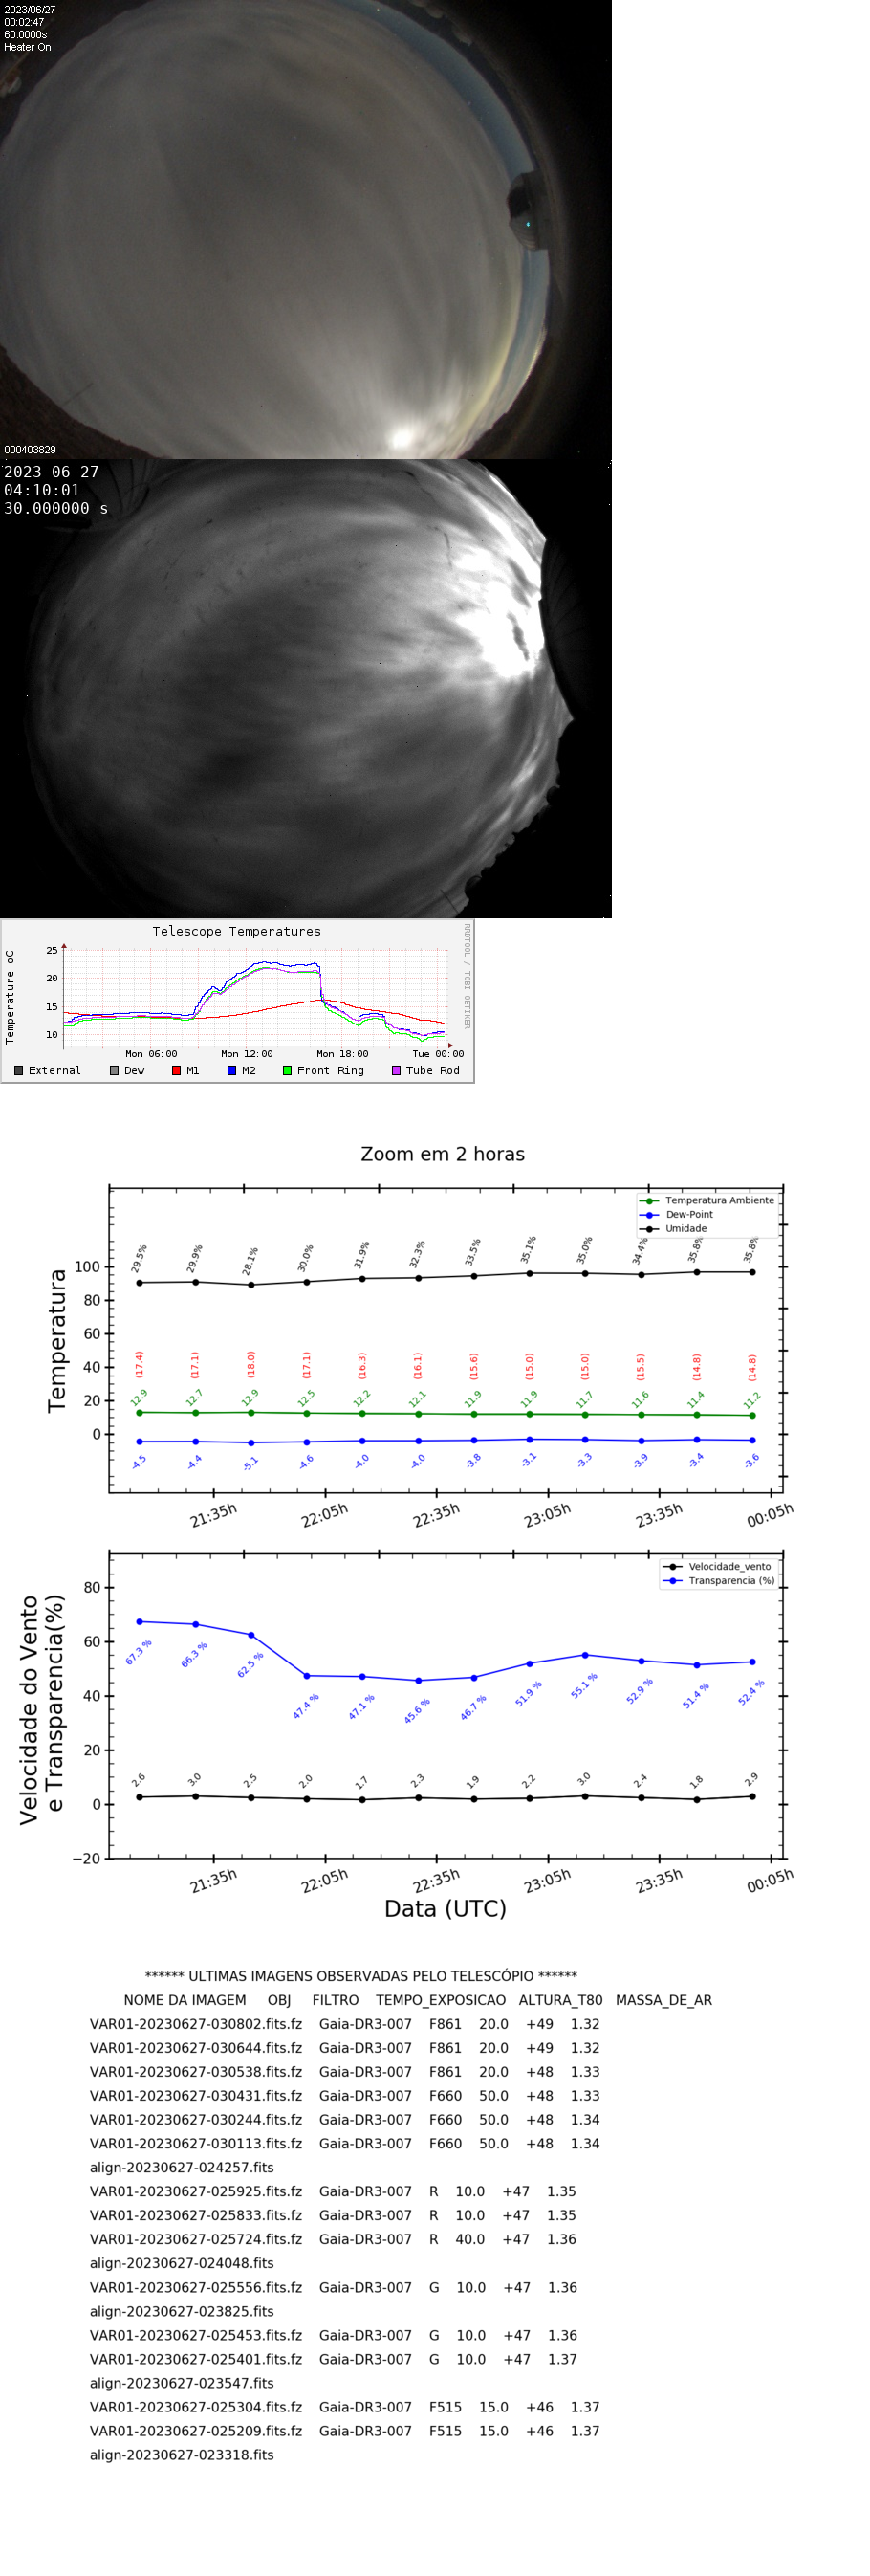 2023/06/27
00:02:47
60.0000s
Heater On
000403829
2023-06-27
04:10:01
30.000000 s
Telescope Temperatures
RRDTOOL / TOBI OETIKER
Temperature oC
25
20
15
10
Mon 06:00 Mon 12:00 Mon 18:00 Tue 00:00
External Dew M1 M2 Front Ring Tube Rod
Zoom em 2 horas
Temperatura Ambiente
Dew-Point
Umidade
Temperatura
100
80
60
40
20
0
29.5% 29.9% 28.1% 30.0% 31.9% 32.3% 33.5% 35.1% 35.0% 34.4% 35.8% 35.8%
(17.4) (17.1) (18.0) (17.1) (16.3) (16.1) (15.6) (15.0) (15.0) (15.5) (14.8) (14.8)
12.9 12.7 12.9 12.5 12.2 12.1 11.9 11.9 11.7 11.6 11.4 11.2
-4.5 -4.4 -5.1 -4.6 -4.0 -4.0 -3.8 -3.1 -3.3 -3.9 -3.4 -3.6
21:35h 22:05h 22:35h 23:05h 23:35h 00:05h
Velocidade_vento
Transparencia (%)
Velocidade do Vento
e Transparencia(%)
80
60
40
20
0
−20
67.3 % 66.3 % 62.5 % 47.4 % 47.1 % 45.6 % 46.7 % 51.9 % 55.1 % 52.9 % 51.4 % 52.4 %
2.6 3.0 2.5 2.0 1.7 2.3 1.9 2.2 3.0 2.4 1.8 2.9
21:35h 22:05h 22:35h 23:05h 23:35h 00:05h
Data (UTC)
****** ULTIMAS IMAGENS OBSERVADAS PELO TELESCÓPIO ******
NOME DA IMAGEM OBJ FILTRO TEMPO_EXPOSICAO ALTURA_T80 MASSA_DE_AR
VAR01-20230627-030802.fits.fz Gaia-DR3-007 F861 20.0 +49 1.32
VAR01-20230627-030644.fits.fz Gaia-DR3-007 F861 20.0 +49 1.32
VAR01-20230627-030538.fits.fz Gaia-DR3-007 F861 20.0 +48 1.33
VAR01-20230627-030431.fits.fz Gaia-DR3-007 F660 50.0 +48 1.33
VAR01-20230627-030244.fits.fz Gaia-DR3-007 F660 50.0 +48 1.34
VAR01-20230627-030113.fits.fz Gaia-DR3-007 F660 50.0 +48 1.34
align-20230627-024257.fits
VAR01-20230627-025925.fits.fz Gaia-DR3-007 R 10.0 +47 1.35
VAR01-20230627-025833.fits.fz Gaia-DR3-007 R 10.0 +47 1.35
VAR01-20230627-025724.fits.fz Gaia-DR3-007 R 40.0 +47 1.36
align-20230627-024048.fits
VAR01-20230627-025556.fits.fz Gaia-DR3-007 G 10.0 +47 1.36
align-20230627-023825.fits
VAR01-20230627-025453.fits.fz Gaia-DR3-007 G 10.0 +47 1.36
VAR01-20230627-025401.fits.fz Gaia-DR3-007 G 10.0 +47 1.37
align-20230627-023547.fits
VAR01-20230627-025304.fits.fz Gaia-DR3-007 F515 15.0 +46 1.37
VAR01-20230627-025209.fits.fz Gaia-DR3-007 F515 15.0 +46 1.37
align-20230627-023318.fits